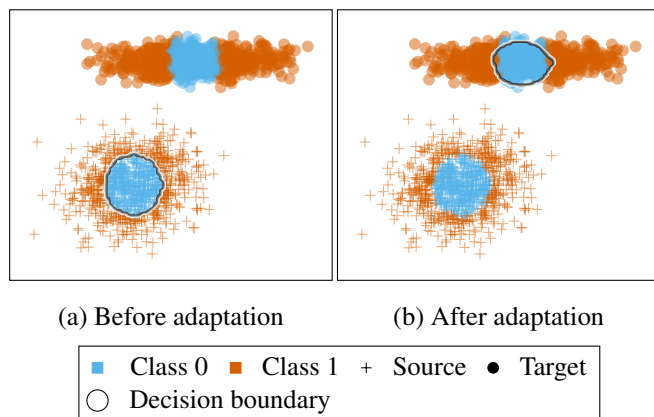 (a) Before adaptation
(b) After adaptation
Class 0 Class 1 Source Target
Decision boundary